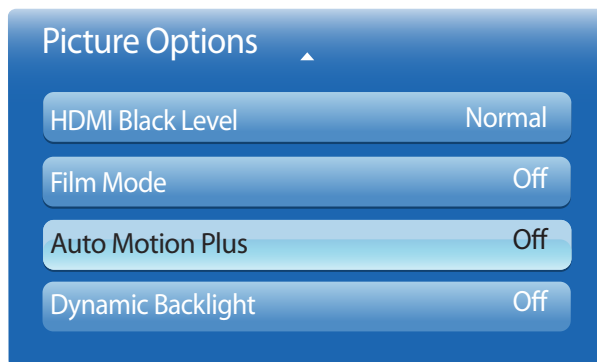 Picture Options
HDMI Black Level Normal
Film Mode Off
Auto Motion Plus Off
Dynamic Backlight Off